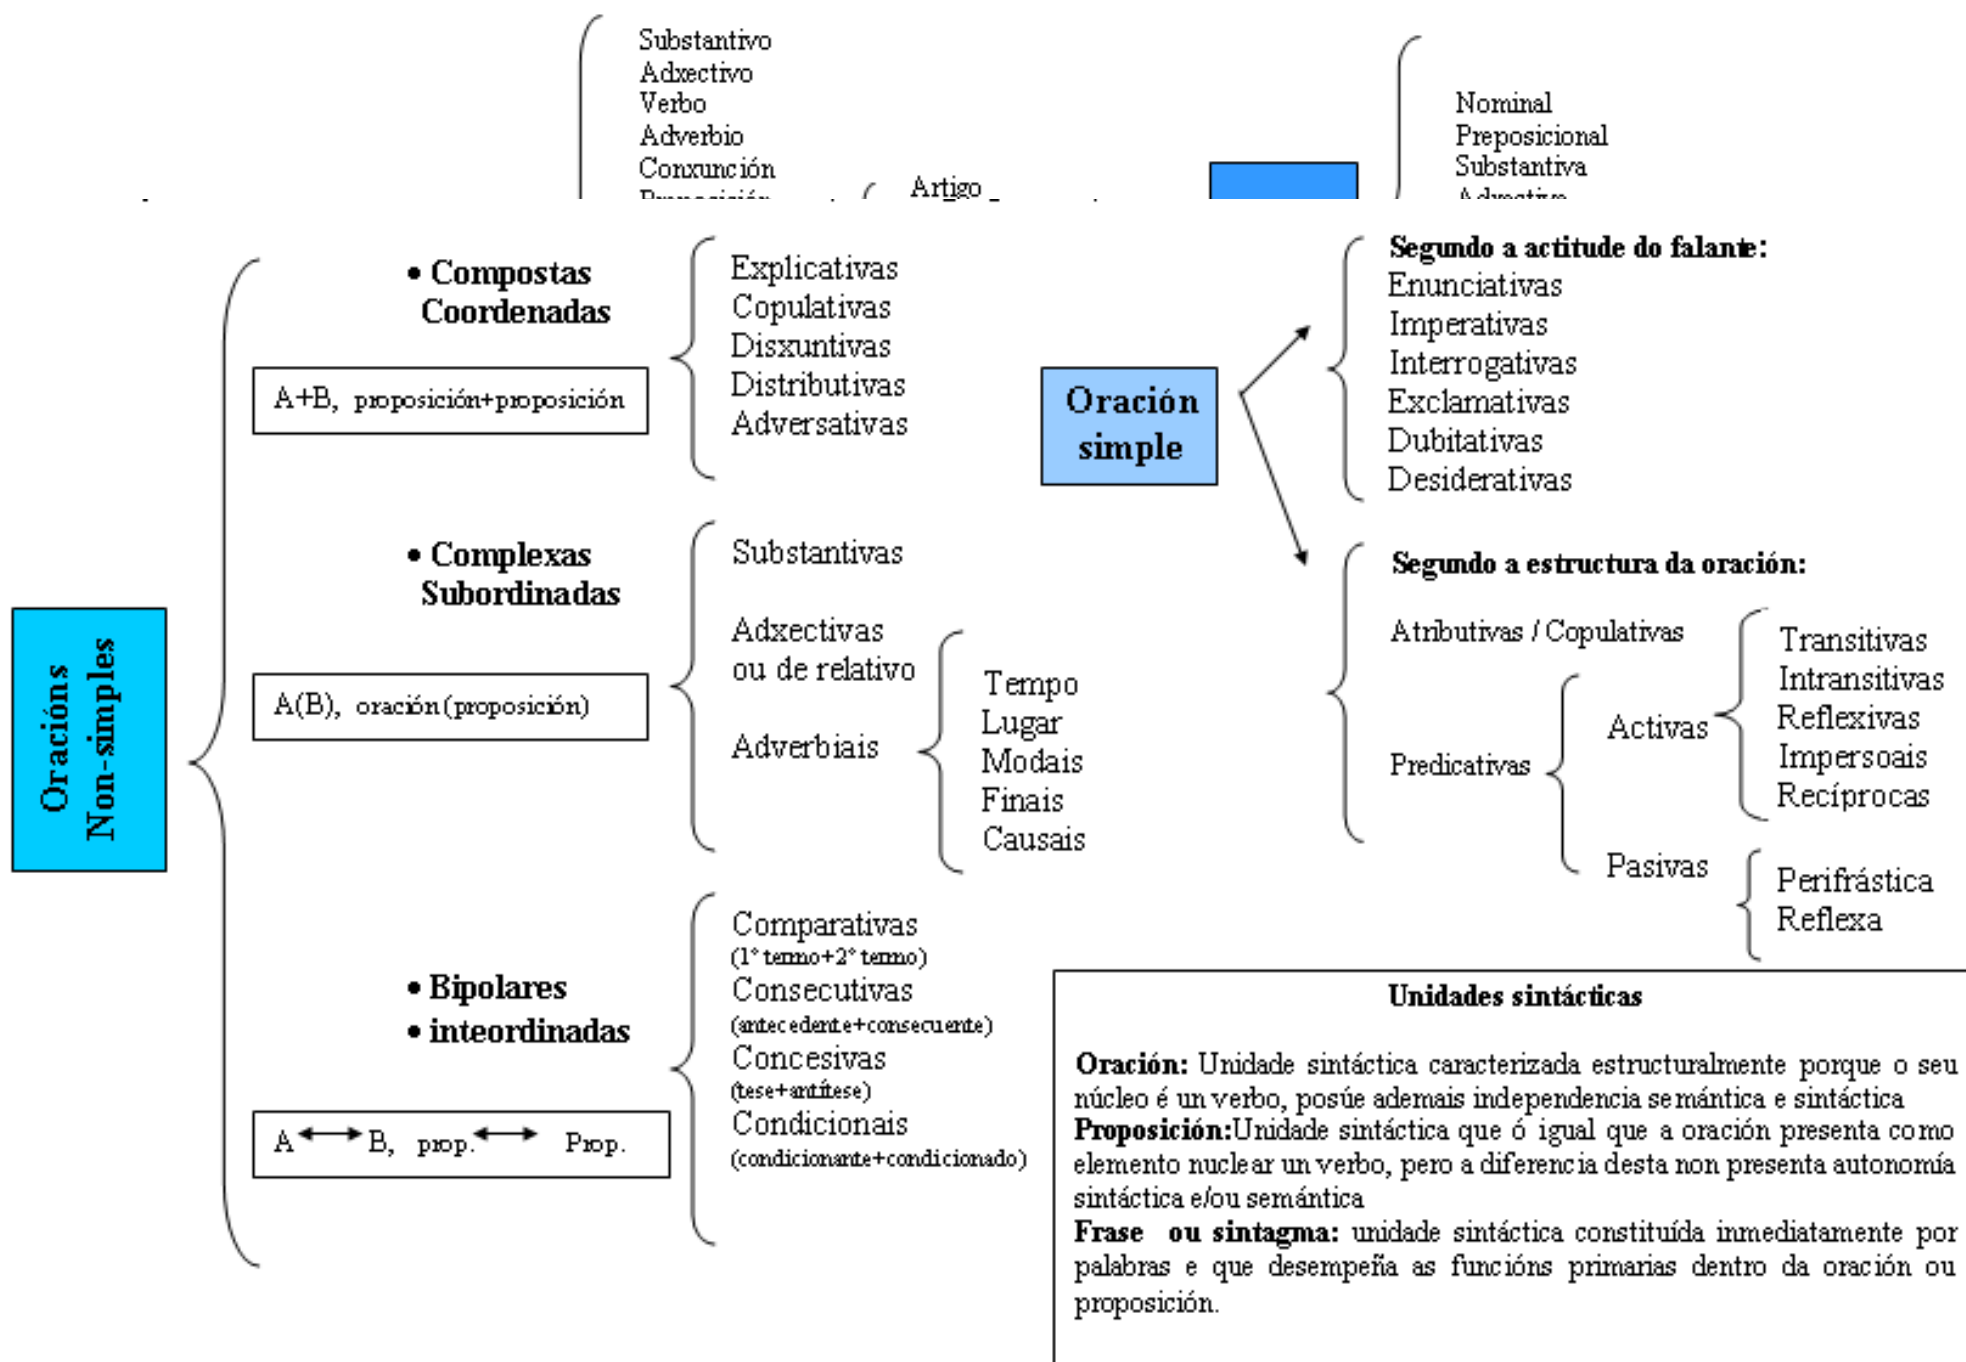 Substantivo
Adxectivo
Verbo
Adverbio
Conxunción
Artigo
Nominal
Preposicional
Substantiva
Oracións
Non-simples
• Compostas
Coordenadas
A+B, proposición+proposición
Explicativas
Copulativas
Disxuntivas
Distributivas
Adversativas
• Complexas
Subordinadas
A(B), oración(proposición)
Substantivas
Adxectivas
ou de relativo
Adverbiais
Tempo
Lugar
Modais
Finais
Causais
• Bipolares
• inteordinadas
A ↔ B, prop. ↔ Prop.
Comparativas
(1º termo+2º termo)
Consecutivas
(antecedente+consecuente)
Concesivas
(tese+antítese)
Condicionais
(condicionante+condicionado)
Oración
simple
Segundo a actitude do falante:
Enunciativas
Imperativas
Interrogativas
Exclamativas
Dubitativas
Desiderativas
Segundo a estructura da oración:
Atributivas / Copulativas
Predicativas
Activas
Transitivas
Intransitivas
Reflexivas
Impersoais
Recíprocas
Pasivas
Perifrástica
Reflexa
Unidades sintácticas
Oración: Unidade sintáctica caracterizada estructuralmente porque o seu
núcleo é un verbo, posúe ademais independencia semántica e sintáctica
Proposición:Unidade sintáctica que ó igual que a oración presenta como
elemento nuclear un verbo, pero a diferencia desta non presenta autonomía
sintáctica e/ou semántica
Frase ou sintagma: unidade sintáctica constituída inmediatamente por
palabras e que desempeña as funcións primarias dentro da oración ou
proposición.